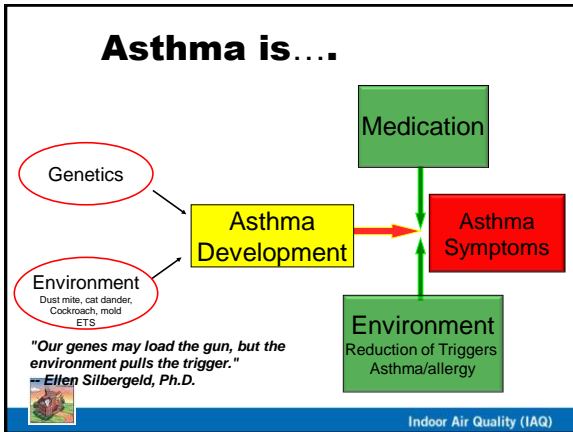 Asthma is….
Medication
Genetics
Asthma
Development
Asthma
Symptoms
Environment
Dust mite, cat dander,
Cockroach, mold
ETS
Environment
Reduction of Triggers
Asthma/allergy
"Our genes may load the gun, but the
environment pulls the trigger."
-- Ellen Silbergeld, Ph.D.
Indoor Air Quality (IAQ)